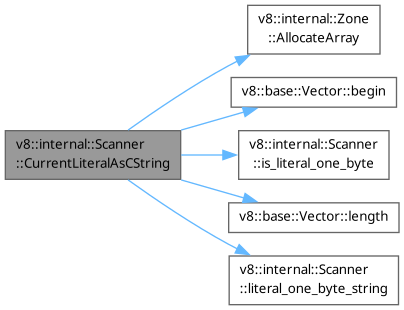 v8::internal::Zone
::AllocateArray
v8::base::Vector::begin
v8::internal::Scanner
::CurrentLiteralAsCString
v8::internal::Scanner
::is_literal_one_byte
v8::base::Vector::length
v8::internal::Scanner
::literal_one_byte_string